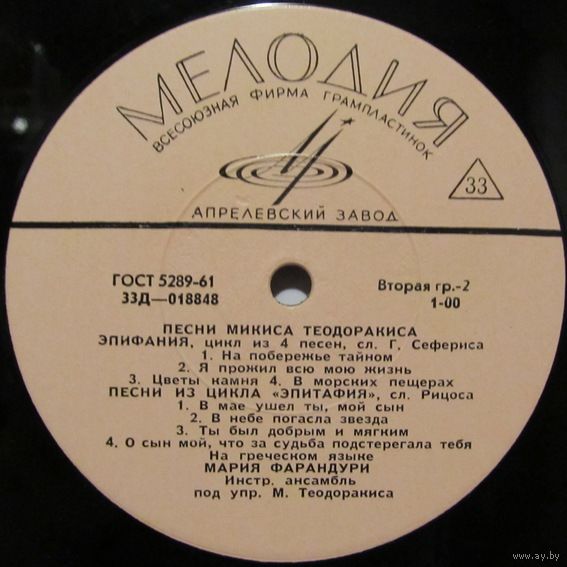 МЕЛОДИЯ
ВСЕСОЮЗНАЯ ФИРМА ГРАМПЛАСТИНОК
33
АПРЕЛЕВСКИЙ ЗАВОД
ГОСТ 5289-61
33Д—018848
Вторая гр.-2
1-00
ПЕСНИ МИКИСА ТЕОДОРАКИСА
ЭПИФАНИЯ, цикл из 4 песен, сл. Г. Сефериса
1. На побережье тайном
2. Я прожил всю мою жизнь
3. Цветы камня 4. В морских пещерах
ПЕСНИ ИЗ ЦИКЛА «ЭПИТАФИЯ», сл. Рицоса
1. В мае ушел ты, мой сын
2. В небе погасла звезда
3. Ты был добрым и мягким
4. О сын мой, что за судьба подстерегала тебя
На греческом языке
МАРИЯ ФАРАНДУРИ
Инстр. ансамбль
под упр. М. Теодоракиса
www.ay.by